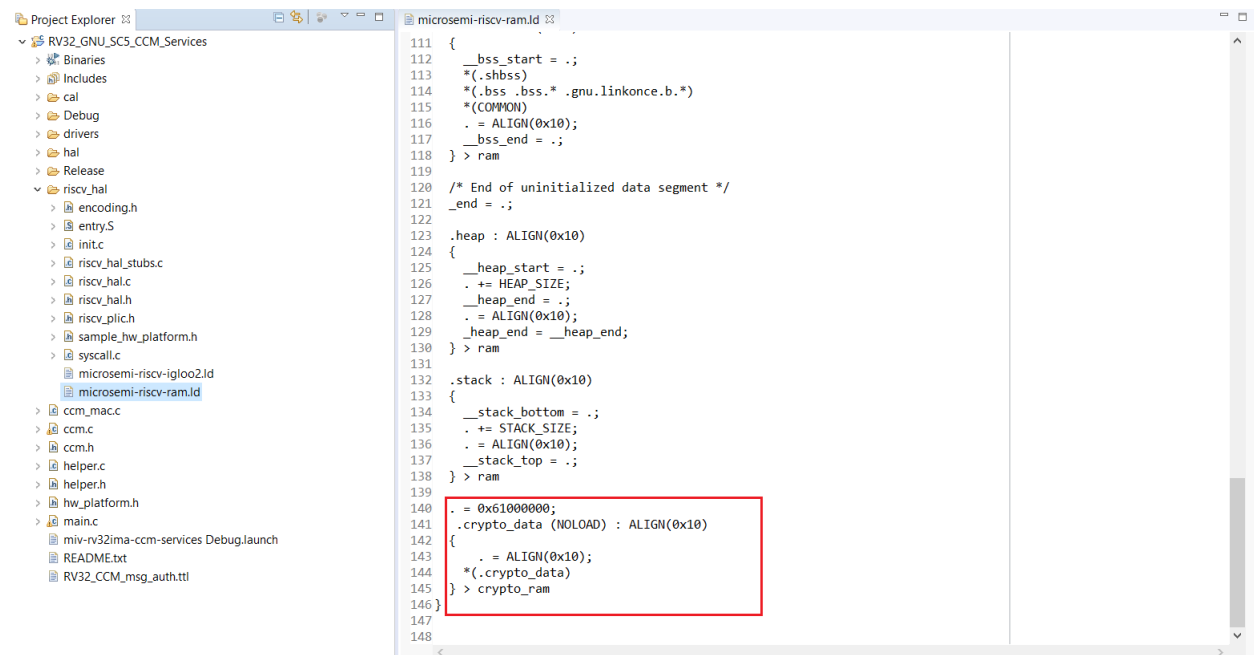 Project Explorer
RV32_GNU_SC5_CCM_Services
Binaries
Includes
cal
Debug
drivers
hal
Release
riscv_hal
encoding.h
entry.S
init.c
riscv_hal_stubs.c
riscv_hal.c
riscv_hal.h
riscv_plic.h
sample_hw_platform.h
syscall.c
microsemi-riscv-igloo2.ld
microsemi-riscv-ram.ld
ccm_mac.c
ccm.c
ccm.h
helper.c
helper.h
hw_platform.h
main.c
miv-rv32ima-ccm-services Debug.launch
README.txt
RV32_CCM_msg_auth.ttl
microsemi-riscv-ram.ld
111 {
112 __bss_start = .;
113 *(.shbss)
114 *(.bss .bss.* .gnu.linkonce.b.*)
115 *(COMMON)
116 . = ALIGN(0x10);
117 __bss_end = .;
118 } > ram
119
120 /* End of uninitialized data segment */
121 _end = .;
122
123 .heap : ALIGN(0x10)
124 {
125 __heap_start = .;
126 . += HEAP_SIZE;
127 __heap_end = .;
128 . = ALIGN(0x10);
129 _heap_end = __heap_end;
130 } > ram
131
132 .stack : ALIGN(0x10)
133 {
134 __stack_bottom = .;
135 . += STACK_SIZE;
136 . = ALIGN(0x10);
137 __stack_top = .;
138 } > ram
139
140 . = 0x61000000;
141 .crypto_data (NOLOAD) : ALIGN(0x10)
142 {
143 . = ALIGN(0x10);
144 *(.crypto_data)
145 } > crypto_ram
146 }
147
148